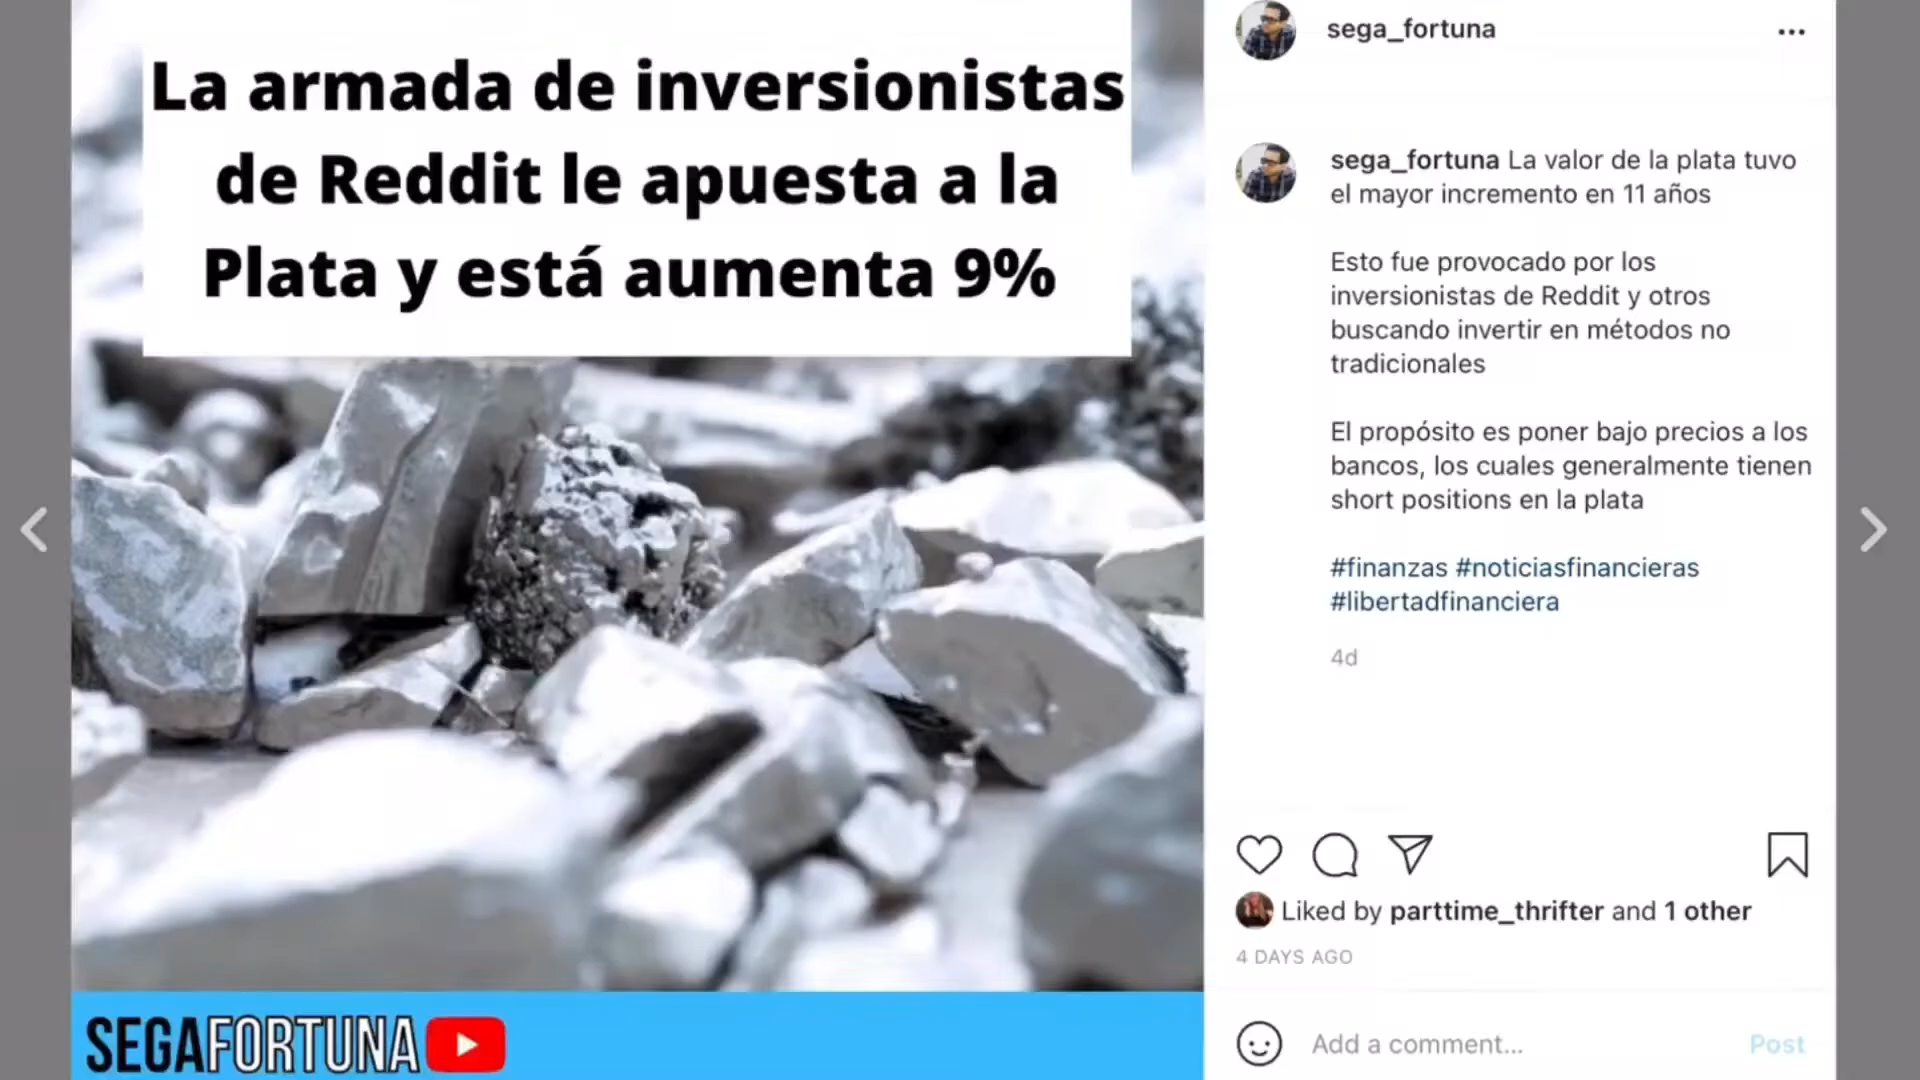 La armada de inversionistas
de Reddit le apuesta a la
Plata y está aumenta 9%
SEGAFORTUNA
sega_fortuna
sega_fortuna La valor de la plata tuvo
el mayor incremento en 11 años
Esto fue provocado por los
inversionistas de Reddit y otros
buscando invertir en métodos no
tradicionales
El propósito es poner bajo precios a los
bancos, los cuales generalmente tienen
short positions en la plata
#finanzas #noticiasfinancieras
#libertadfinanciera
4d
Liked by parttime_thrifter and 1 other
4 DAYS AGO
Add a comment...
Post